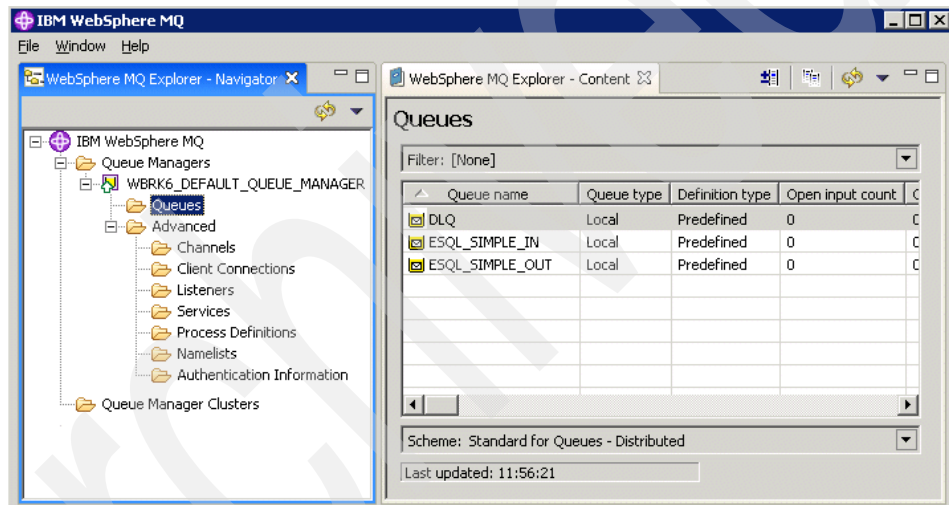 IBM WebSphere MQ
File Window Help
WebSphere MQ Explorer - Navigator
IBM WebSphere MQ
Queue Managers
WBRK6_DEFAULT_QUEUE_MANAGER
Queues
Advanced
Channels
Client Connections
Listeners
Services
Process Definitions
Namelists
Authentication Information
Queue Manager Clusters
WebSphere MQ Explorer - Content
Queues
Filter: [None]
Queue name Queue type Definition type Open input count
DLQ Local Predefined 0
ESQL_SIMPLE_IN Local Predefined 0
ESQL_SIMPLE_OUT Local Predefined 0
Scheme: Standard for Queues - Distributed
Last updated: 11:56:21